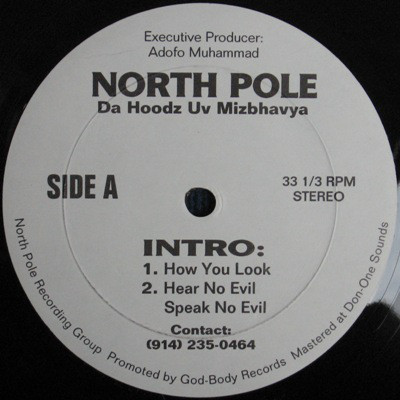 Executive Producer:
Adofo Muhammad
NORTH POLE
Da Hoodz Uv Mizbhavya
SIDE A
33 1/3 RPM
STEREO
INTRO:
1. How You Look
2. Hear No Evil
Speak No Evil
Contact:
(914) 235-0464
North Pole Recording Group Promoted by God-Body Records Mastered at Don-One Sounds